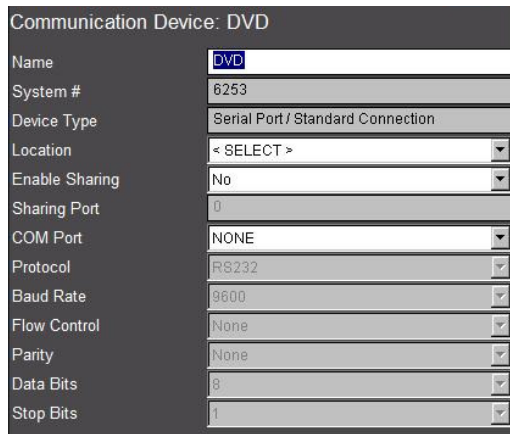 Communication Device: DVD
Name DVD
System # 6253
Device Type Serial Port / Standard Connection
Location < SELECT >
Enable Sharing No
Sharing Port 0
COM Port NONE
Protocol RS232
Baud Rate 9600
Flow Control None
Parity None
Data Bits 8
Stop Bits 1